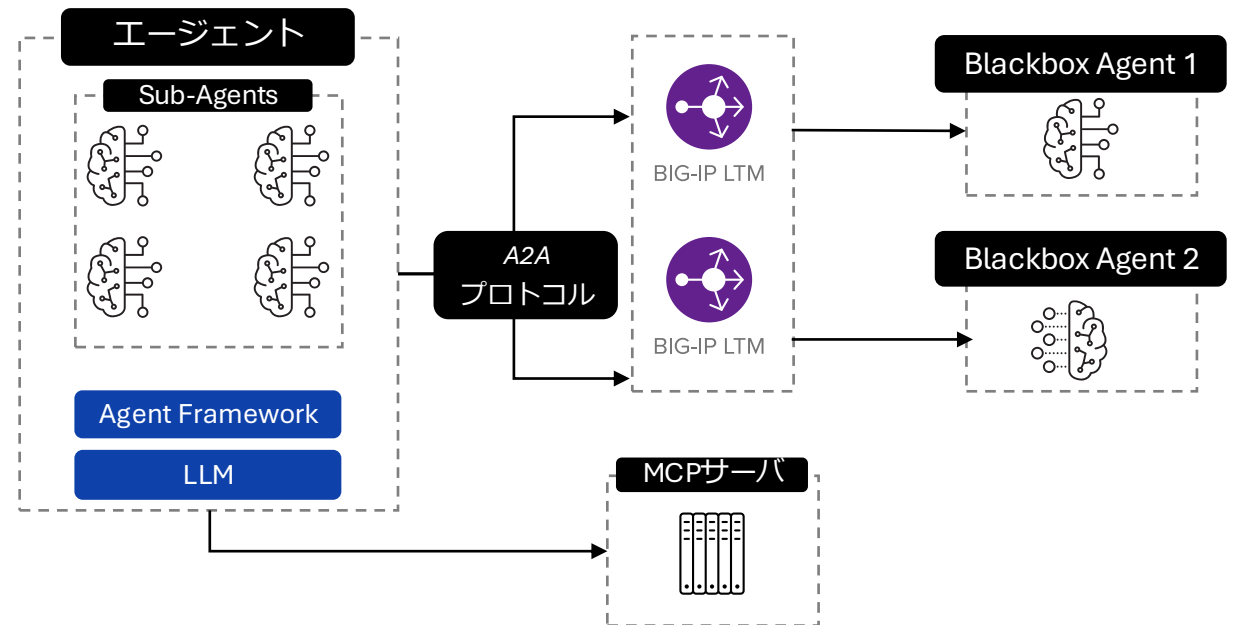 エージェント
Sub-Agents
Agent Framework
LLM
A2A
プロトコル
BIG-IP LTM
BIG-IP LTM
Blackbox Agent 1
Blackbox Agent 2
MCPサーバ